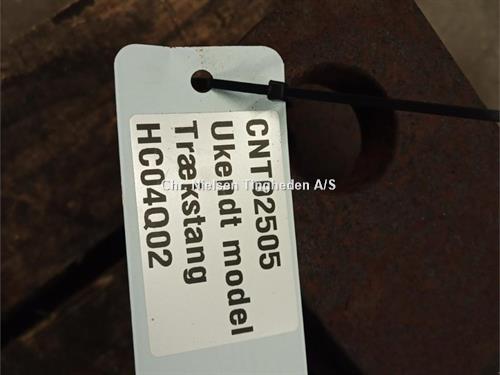 CNT02505
Ukendt model
Trækstang
HC04Q02
Chr. Nielsen Tingheden A/S